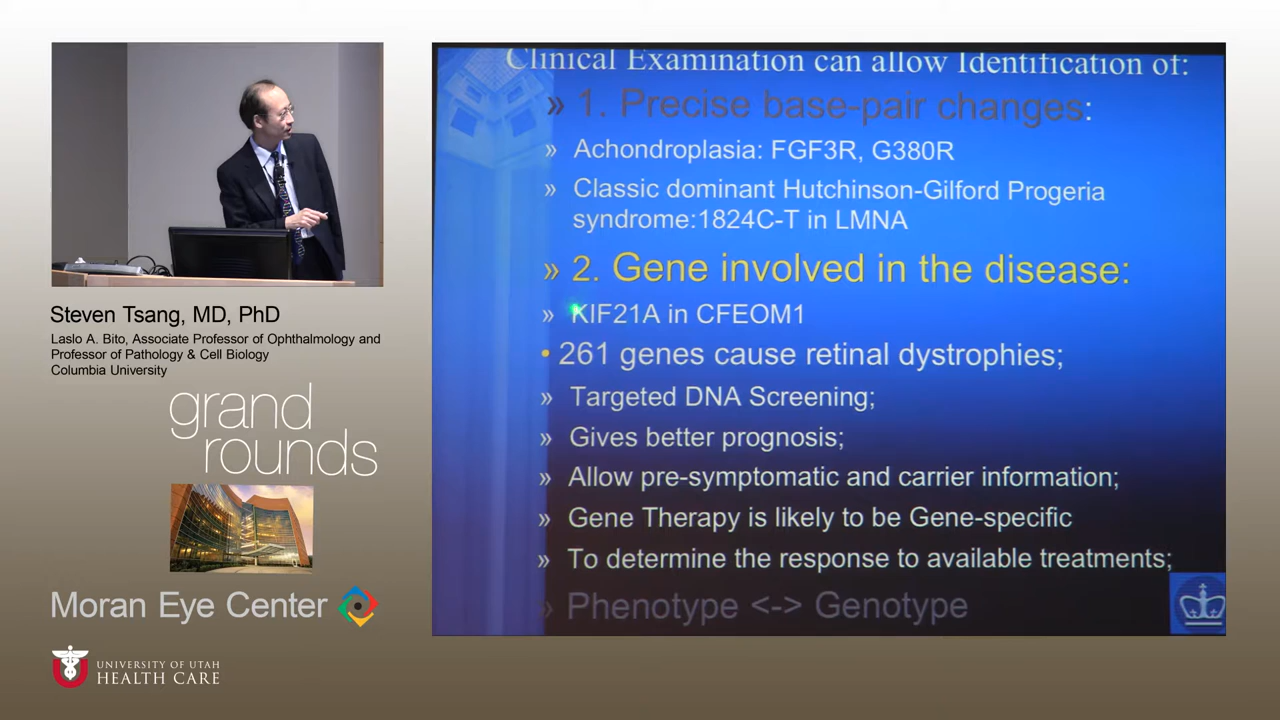 Clinical Examination can allow Identification of:
» 1. Precise base-pair changes:
» Achondroplasia: FGF3R, G380R
» Classic dominant Hutchinson-Gilford Progeria
syndrome:1824C-T in LMNA
» 2. Gene involved in the disease:
» KIF21A in CFEOM1
• 261 genes cause retinal dystrophies;
» Targeted DNA Screening;
» Gives better prognosis;
» Allow pre-symptomatic and carrier information;
» Gene Therapy is likely to be Gene-specific
» To determine the response to available treatments;
» Phenotype <-> Genotype
Steven Tsang, MD, PhD
Laslo A. Bito, Associate Professor of Ophthalmology and
Professor of Pathology & Cell Biology
Columbia University
grand
rounds
Moran Eye Center
UNIVERSITY OF UTAH
HEALTH CARE